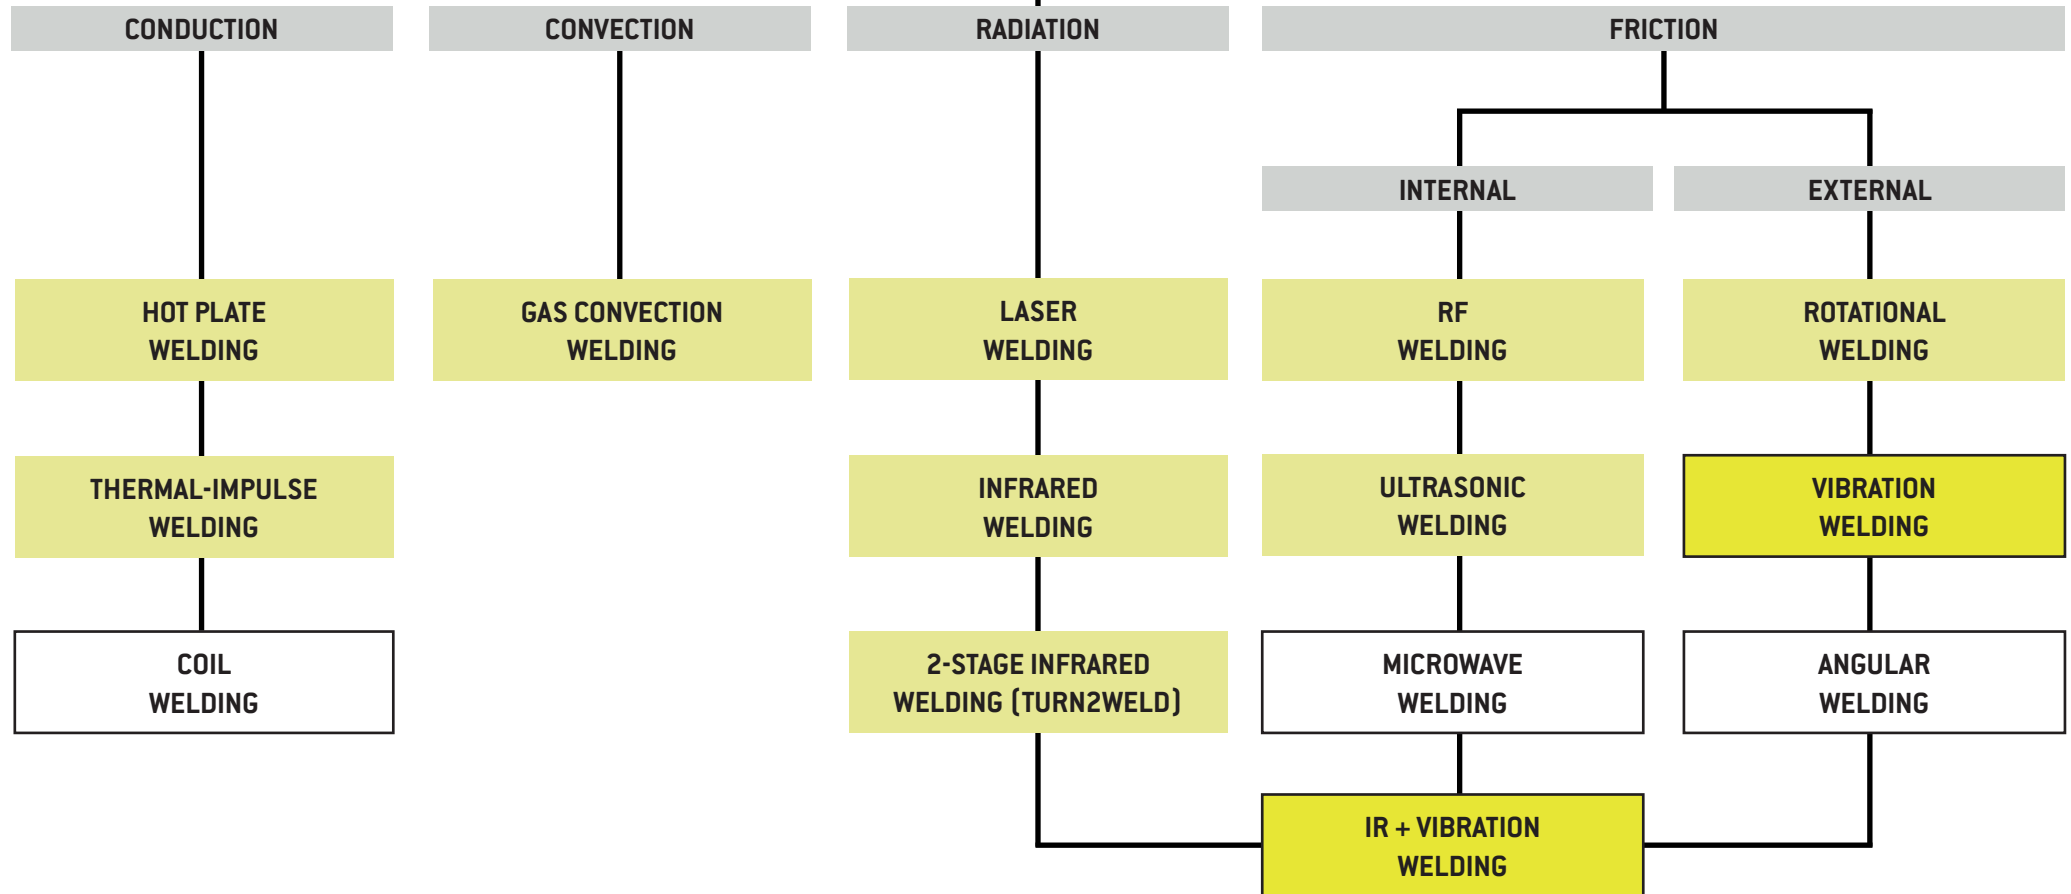 CONDUCTION
CONVECTION
RADIATION
FRICTION
INTERNAL
EXTERNAL
HOT PLATE
WELDING
GAS CONVECTION
WELDING
LASER
WELDING
RF
WELDING
ROTATIONAL
WELDING
THERMAL-IMPULSE
WELDING
INFRARED
WELDING
ULTRASONIC
WELDING
VIBRATION
WELDING
COIL
WELDING
2-STAGE INFRARED
WELDING (TURN2WELD)
MICROWAVE
WELDING
ANGULAR
WELDING
IR + VIBRATION
WELDING